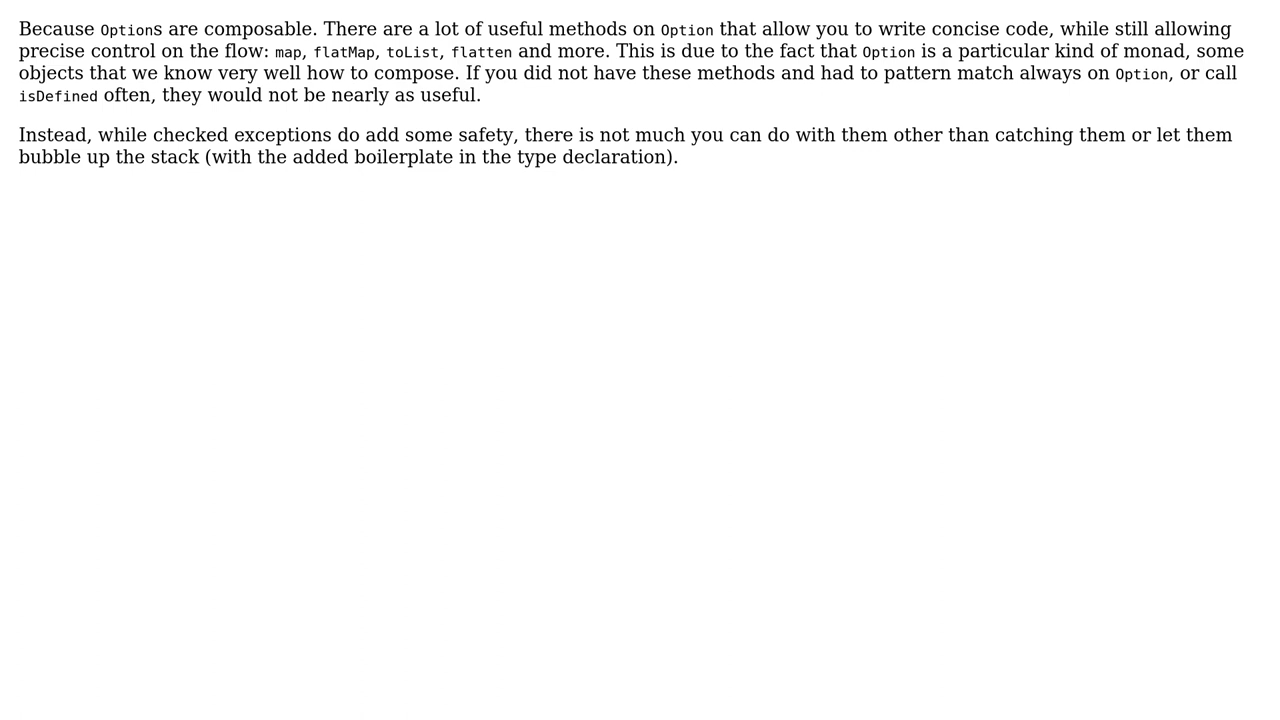 Because Options are composable. There are a lot of useful methods on Option that allow you to write concise code, while still allowing
precise control on the flow: map, flatMap, toList, flatten and more. This is due to the fact that Option is a particular kind of monad, some
objects that we know very well how to compose. If you did not have these methods and had to pattern match always on Option, or call
isDefined often, they would not be nearly as useful.
Instead, while checked exceptions do add some safety, there is not much you can do with them other than catching them or let them
bubble up the stack (with the added boilerplate in the type declaration).